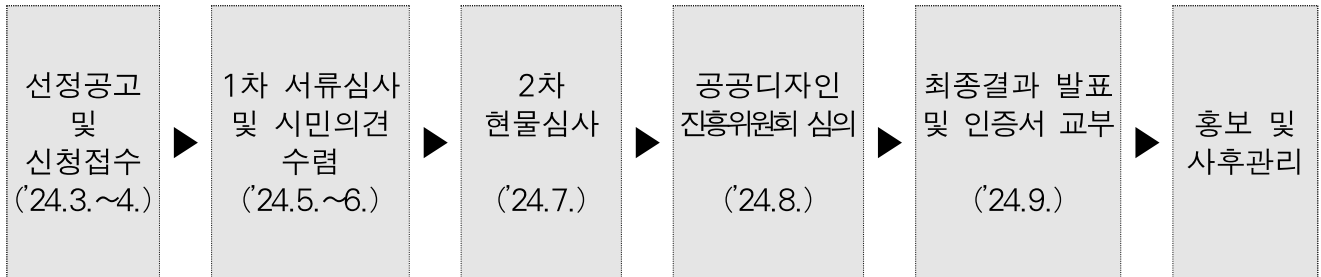 선정공고
및
신청접수
('24.3.~4.)
▶
1차 서류심사
및 시민의견
수렴
('24.5.~6.)
▶
2차
현물심사
('24.7.)
▶
공공디자인
진흥위원회 심의
('24.8.)
▶
최종결과 발표
및 인증서 교부
('24.9.)
▶
홍보 및
사후관리